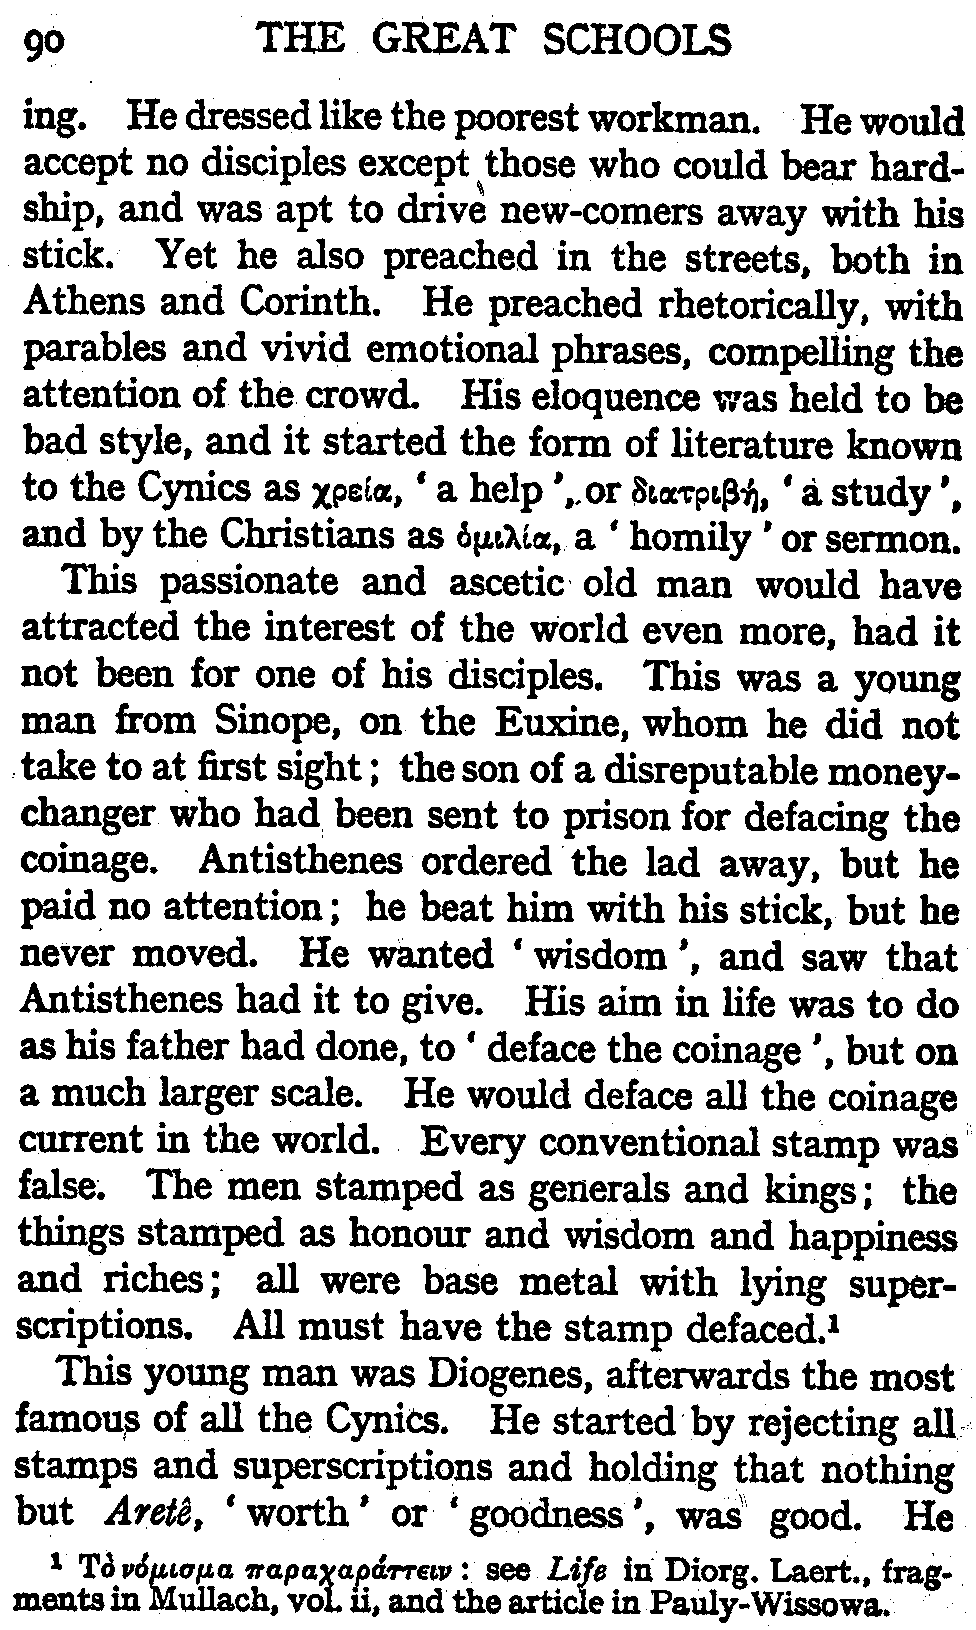 90 THE GREAT SCHOOLS
ing. He dressed like the poorest workman. He would
accept no disciples except those who could bear hard-
ship, and was apt to drive new-comers away with his
stick. Yet he also preached in the streets, both in
Athens and Corinth. He preached rhetorically, with
parables and vivid emotional phrases, compelling the
attention of the crowd. His eloquence was held to be
bad style, and it started the form of literature known
to the Cynics as χρεία, ‘ a help ’, or διατριβή, ‘ a study ’,
and by the Christians as ὁμιλία, a ‘ homily ’ or sermon.
This passionate and ascetic old man would have
attracted the interest of the world even more, had it
not been for one of his disciples. This was a young
man from Sinope, on the Euxine, whom he did not
take to at first sight ; the son of a disreputable money-
changer who had been sent to prison for defacing the
coinage. Antisthenes ordered the lad away, but he
paid no attention ; he beat him with his stick, but he
never moved. He wanted ‘ wisdom ’, and saw that
Antisthenes had it to give. His aim in life was to do
as his father had done, to ‘ deface the coinage ’, but on
a much larger scale. He would deface all the coinage
current in the world. Every conventional stamp was
false. The men stamped as generals and kings ; the
things stamped as honour and wisdom and happiness
and riches ; all were base metal with lying super-
scriptions. All must have the stamp defaced.¹
This young man was Diogenes, afterwards the most
famous of all the Cynics. He started by rejecting all
stamps and superscriptions and holding that nothing
but Aretê, ‘ worth ’ or ‘ goodness ’, was good. He
¹ Τὸ νόμισμα παραχαράττειν : see Life in Diorg. Laert., frag-
ments in Mullach, vol. ii, and the article in Pauly-Wissowa.